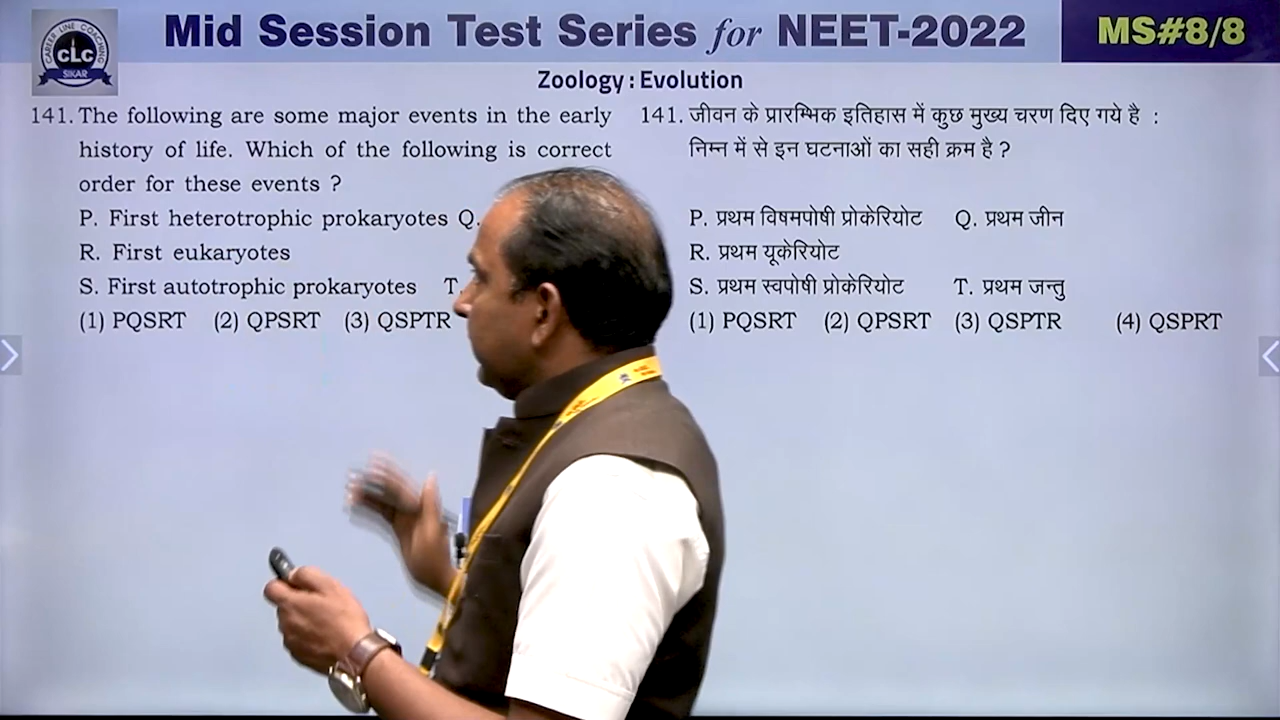 CAREER LINE COACHING
CLC
SIKAR
Mid Session Test Series for NEET-2022
MS#8/8
Zoology : Evolution
141. The following are some major events in the early
history of life. Which of the following is correct
order for these events ?
P. First heterotrophic prokaryotes Q.
R. First eukaryotes
S. First autotrophic prokaryotes T.
(1) PQSRT (2) QPSRT (3) QSPTR
141. जीवन के प्रारम्भिक इतिहास में कुछ मुख्य चरण दिए गये है :
निम्न में से इन घटनाओं का सही क्रम है ?
P. प्रथम विषमपोषी प्रोकेरियोट Q. प्रथम जीन
R. प्रथम यूकेरियोट
S. प्रथम स्वपोषी प्रोकेरियोट T. प्रथम जन्तु
(1) PQSRT (2) QPSRT (3) QSPTR (4) QSPRT